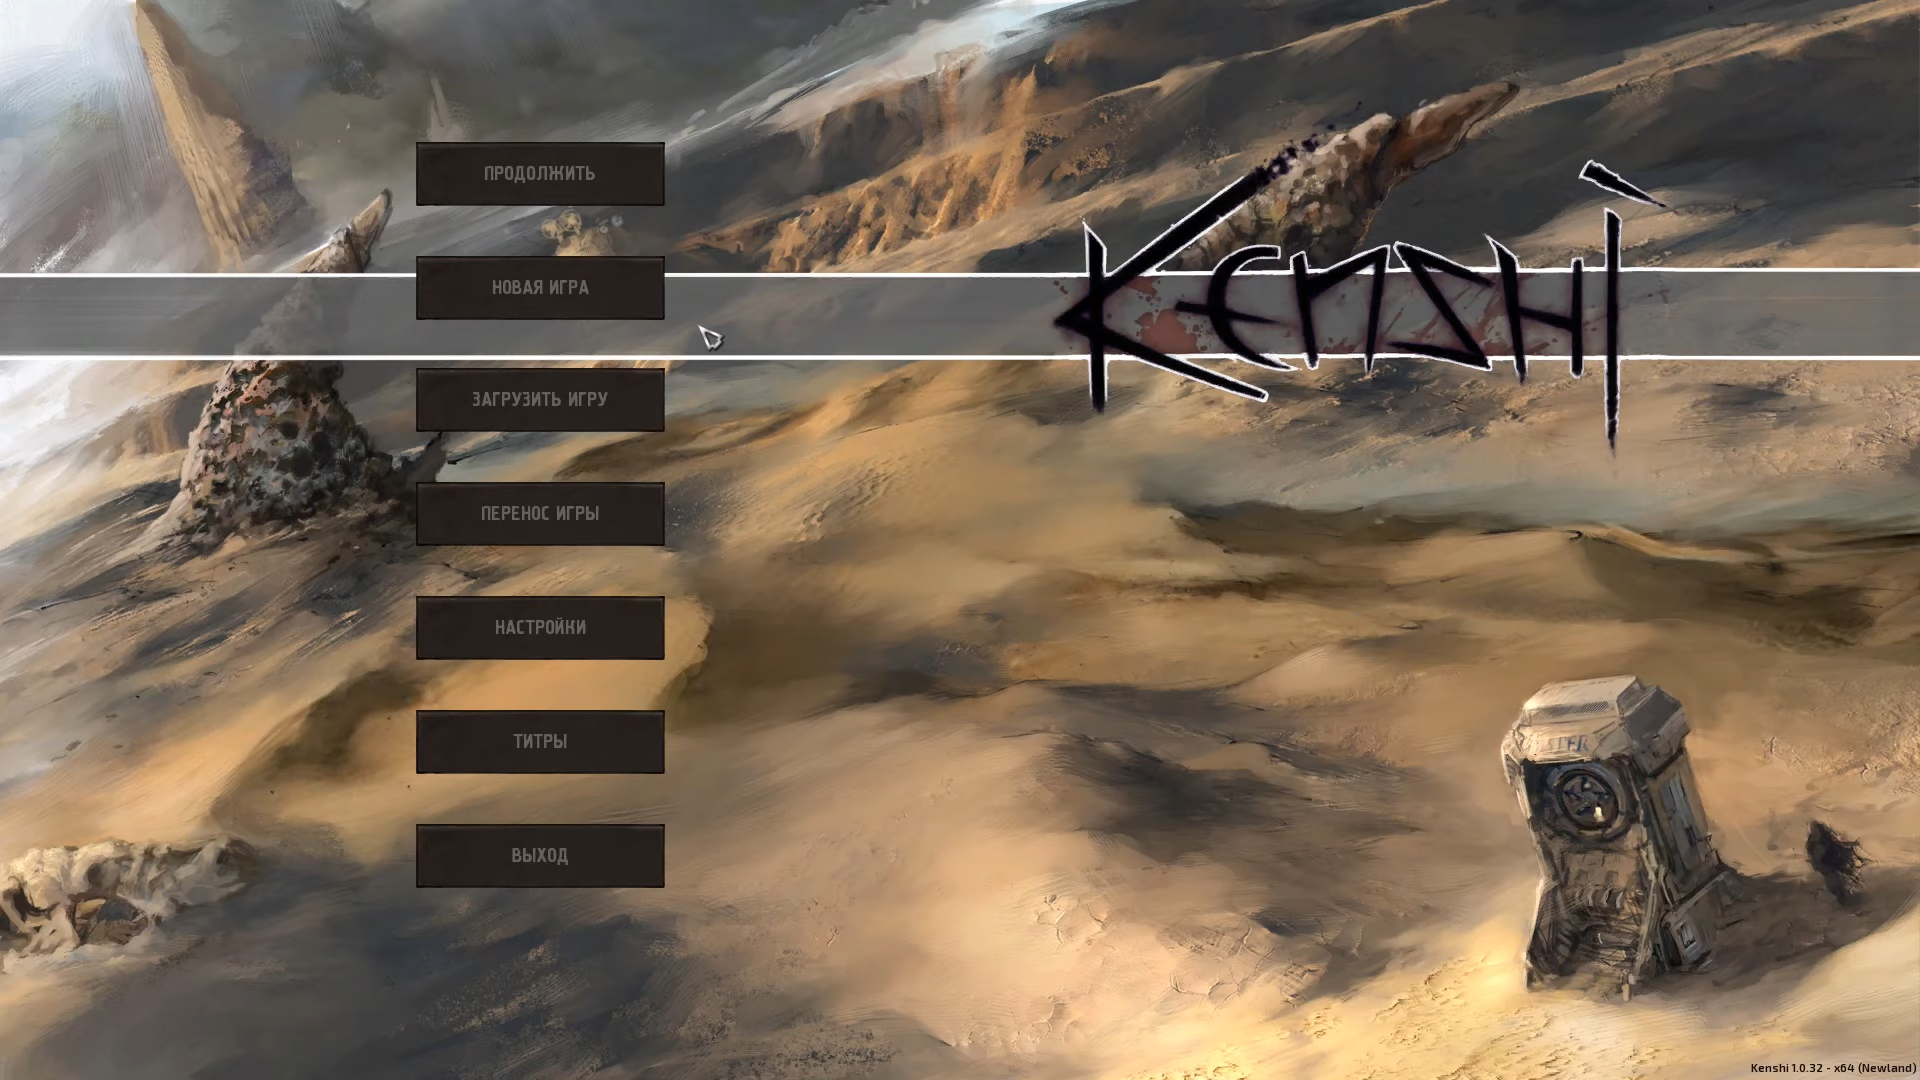 ПРОДОЛЖИТЬ
НОВАЯ ИГРА
KENSHI
ЗАГРУЗИТЬ ИГРУ
ПЕРЕНОС ИГРЫ
НАСТРОЙКИ
ТИТРЫ
ВЫХОД
Kenshi 1.0.32 - x64 (Newland)